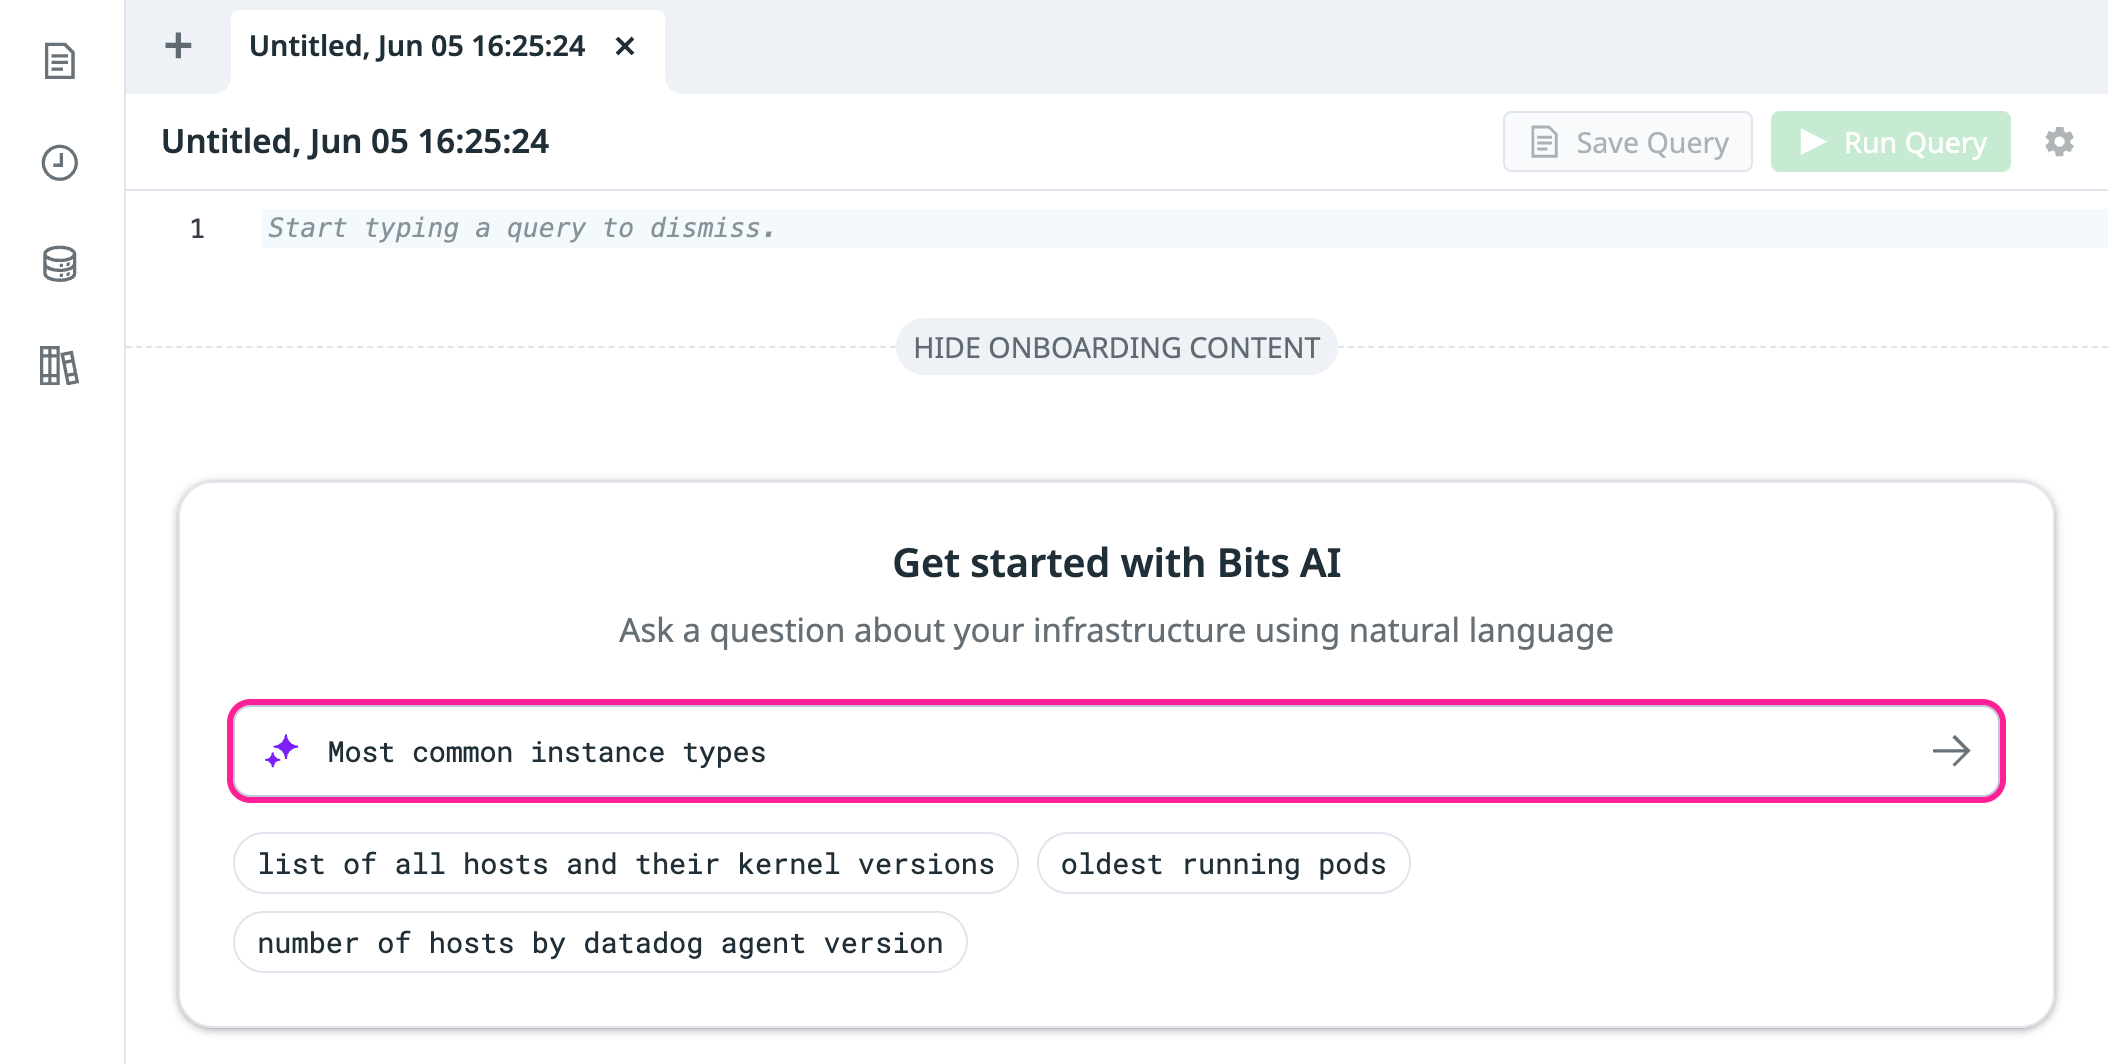 Untitled, Jun 05 16:25:24
Untitled, Jun 05 16:25:24
Save Query
Run Query
1
Start typing a query to dismiss.
HIDE ONBOARDING CONTENT
Get started with Bits AI
Ask a question about your infrastructure using natural language
Most common instance types
list of all hosts and their kernel versions
oldest running pods
number of hosts by datadog agent version